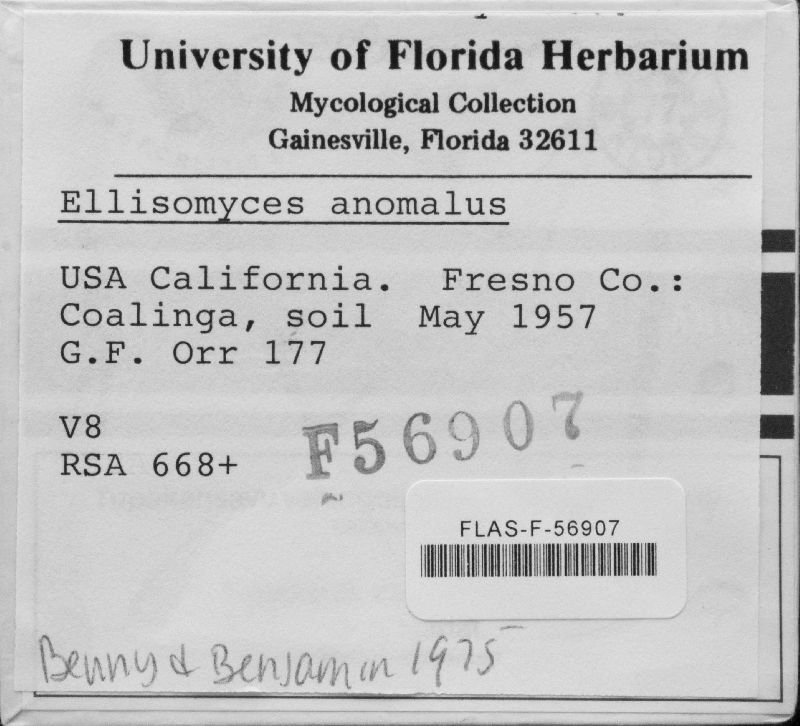 University of Florida Herbarium
Mycological Collection
Gainesville, Florida 32611
Ellisomyces anomalus
USA California. Fresno Co.:
Coalinga, soil May 1957
G.F. Orr 177
V8
RSA 668+
F56907
FLAS-F-56907
Benny & Benjamin 1975